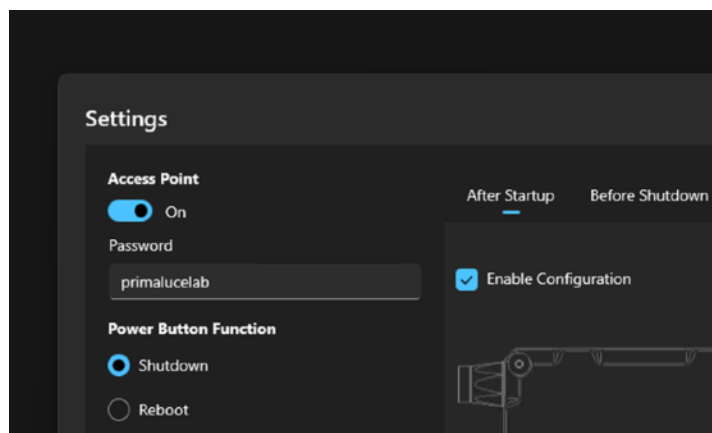 Settings
Access Point
On
Password
primalucelab
Power Button Function
Shutdown
Reboot
After Startup Before Shutdown
Enable Configuration